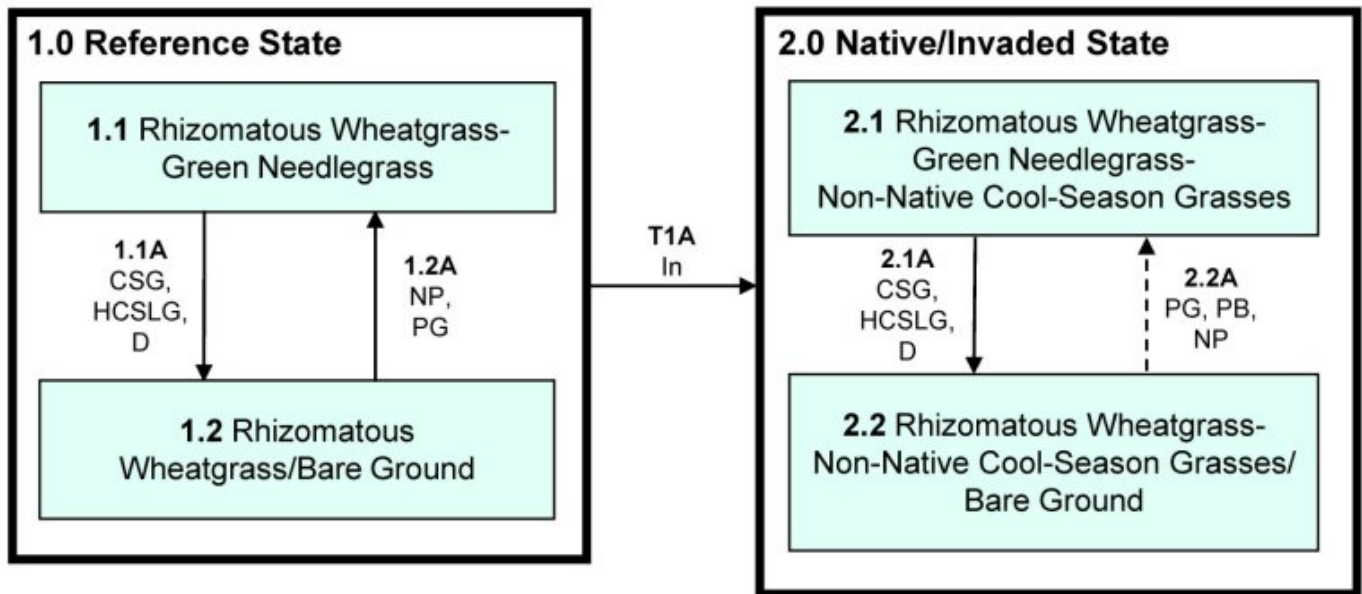 1.0 Reference State
1.1 Rhizomatous Wheatgrass-
Green Needlegrass
1.1A
CSG,
HCSLG,
D
1.2A
NP,
PG
1.2 Rhizomatous
Wheatgrass/Bare Ground
T1A
In
2.0 Native/Invaded State
2.1 Rhizomatous Wheatgrass-
Green Needlegrass-
Non-Native Cool-Season Grasses
2.1A
CSG,
HCSLG,
D
2.2A
PG, PB,
NP
2.2 Rhizomatous Wheatgrass-
Non-Native Cool-Season Grasses/
Bare Ground